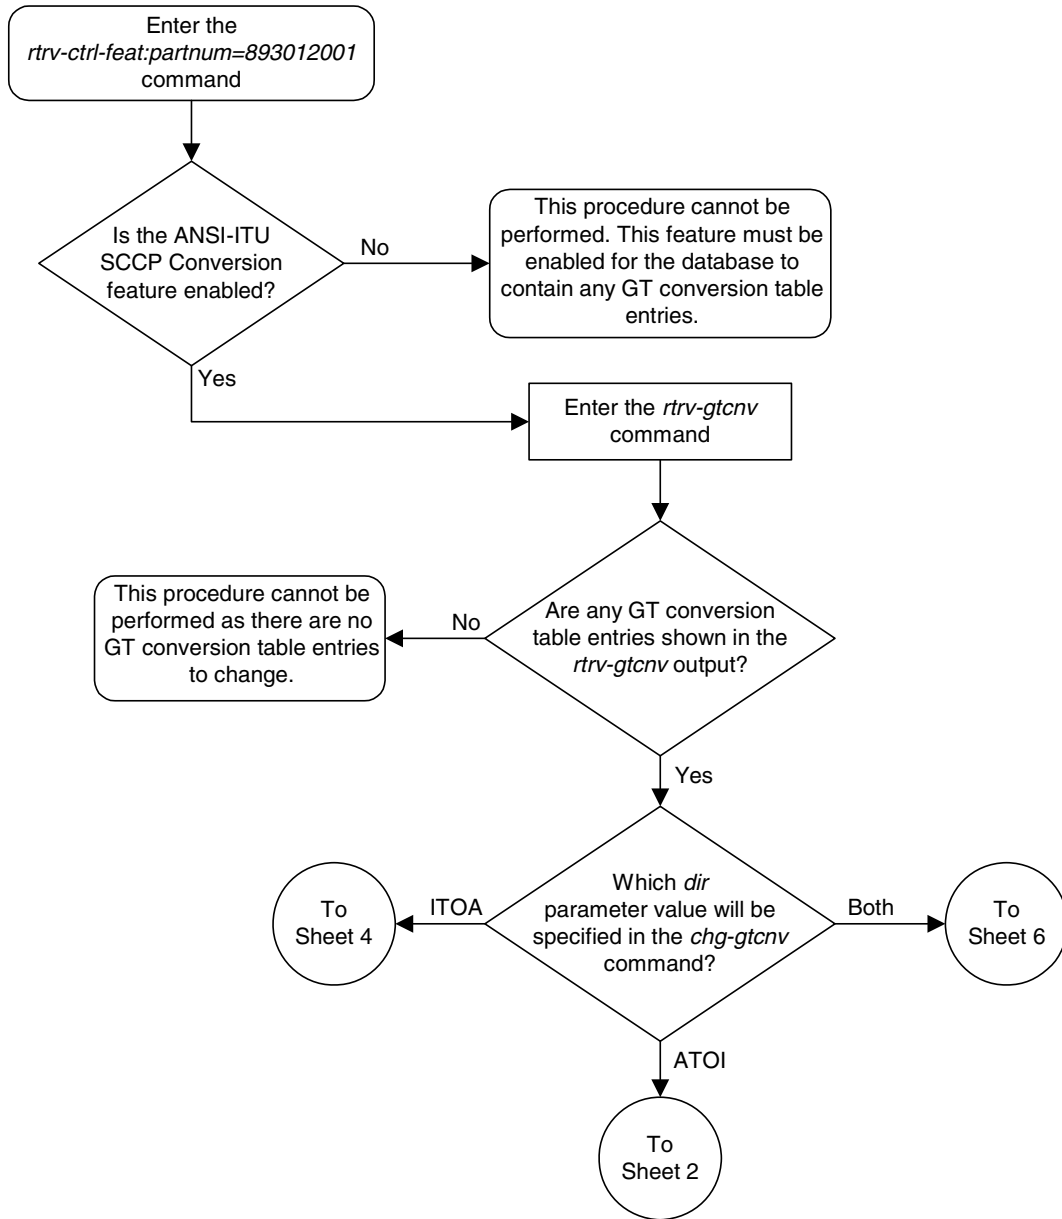 Enter the
rtrv-ctrl-feat:partnum=893012001
command
Is the ANSI-ITU
SCCP Conversion
feature enabled?
No
This procedure cannot be
performed. This feature must be
enabled for the database to
contain any GT conversion table
entries.
Yes
Enter the rtrv-gtcnv
command
Are any GT conversion
table entries shown in the
rtrv-gtcnv output?
No
This procedure cannot be
performed as there are no
GT conversion table entries
to change.
Yes
Which dir
parameter value will be
specified in the chg-gtcnv
command?
ITOA
To
Sheet 4
Both
To
Sheet 6
ATOI
To
Sheet 2